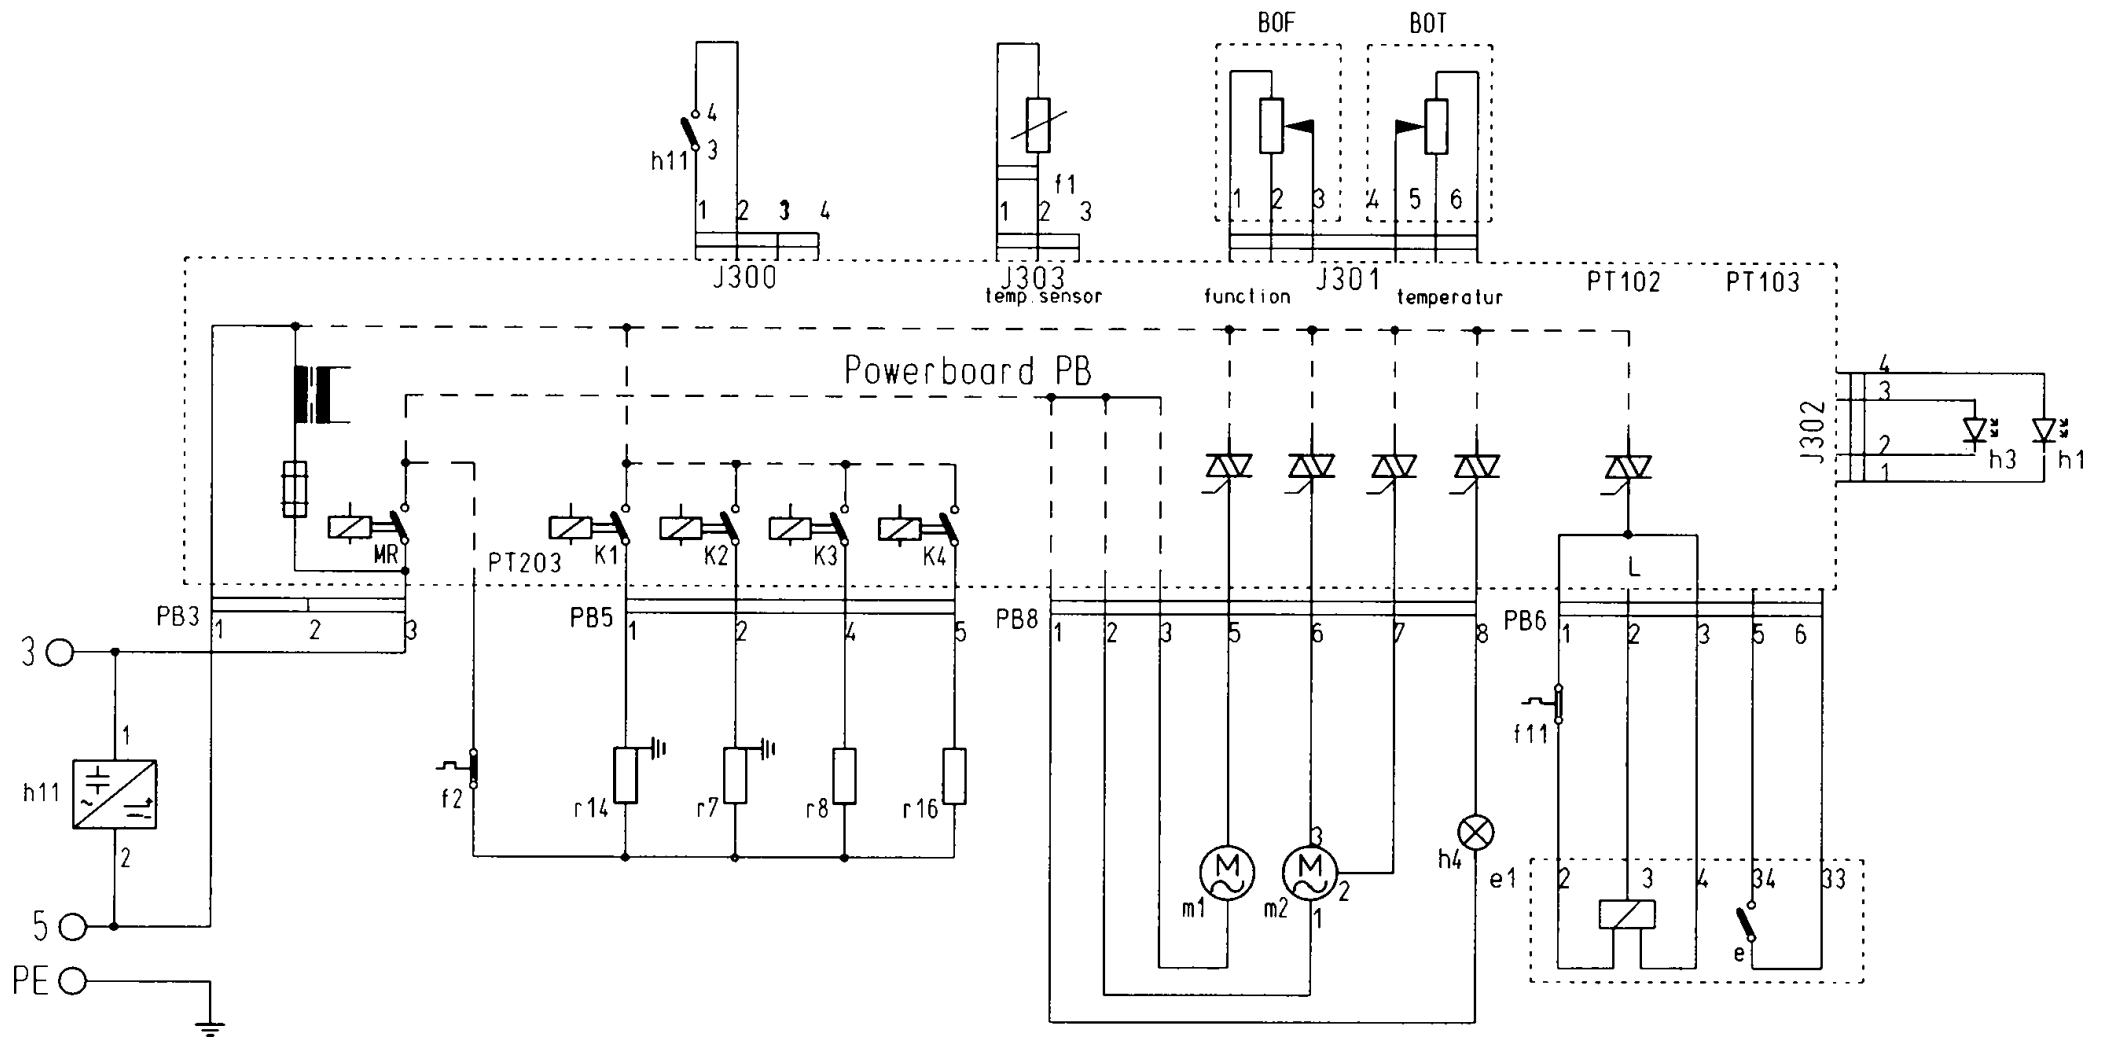 BOF BOT
4
3
h11
f1
1 2 3 4
1 2 3
1 2 3 4 5 6
J300
J303
temp.sensor
function
J301
temperatur
PT102
PT103
Powerboard PB
4
3
2
1
J302
h3
h1
MR
PT203
K1
K2
K3
K4
L
PB3
1 2 3
PB5
1 2 4 5
PB8
1 2 3 5 6 7 8
PB6
1 2 3 5 6
3
f11
1
h11
~
2
f2
r14
r7
r8
r16
3
M
m1
M
m2
2
1
h4
e1
2 3 4 34 33
e
5
PE